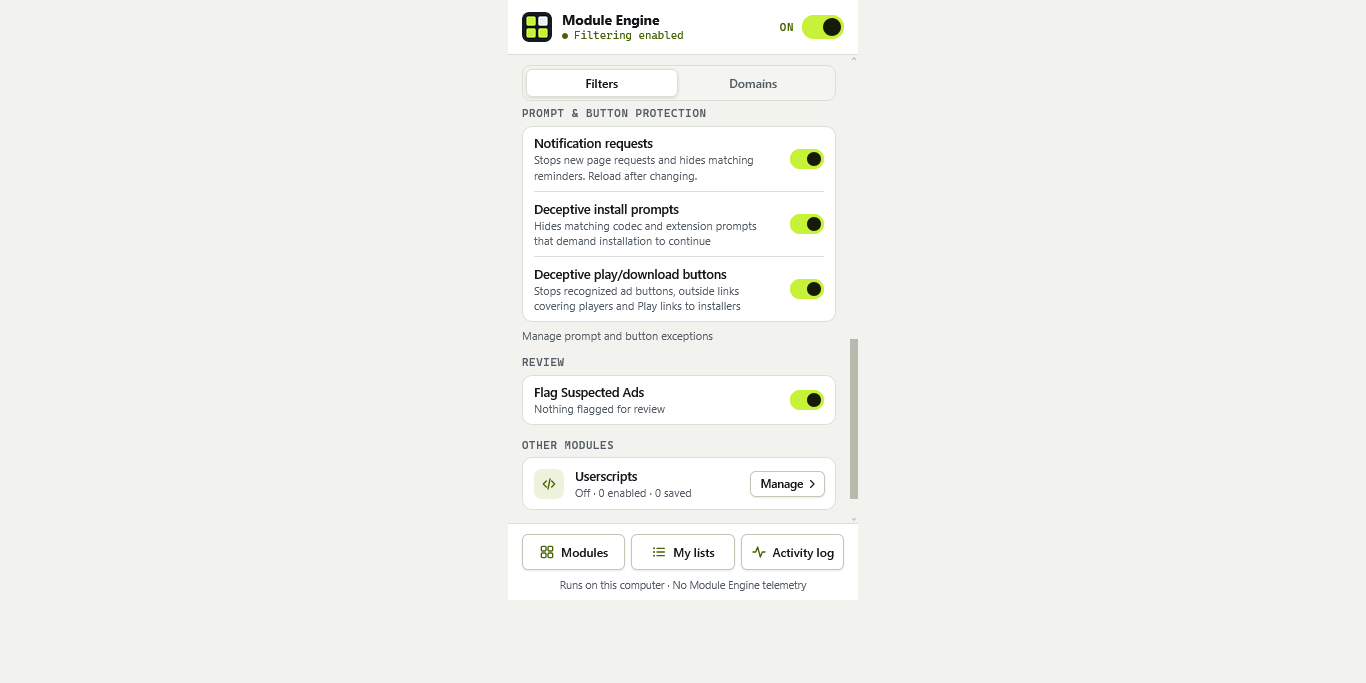 Module Engine
Filtering enabled
ON
Filters
Domains
PROMPT & BUTTON PROTECTION
Notification requests
Stops new page requests and hides matching
reminders. Reload after changing.
Deceptive install prompts
Hides matching codec and extension prompts
that demand installation to continue
Deceptive play/download buttons
Stops recognized ad buttons, outside links
covering players and Play links to installers
Manage prompt and button exceptions
REVIEW
Flag Suspected Ads
Nothing flagged for review
OTHER MODULES
Userscripts
Off · 0 enabled · 0 saved
Manage
Modules
My lists
Activity log
Runs on this computer · No Module Engine telemetry